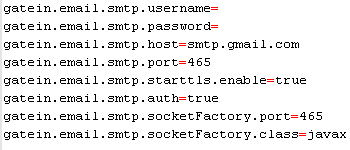 gatein.email.smtp.username=
gatein.email.smtp.password=
gatein.email.smtp.host=smtp.gmail.com
gatein.email.smtp.port=465
gatein.email.smtp.starttls.enable=true
gatein.email.smtp.auth=true
gatein.email.smtp.socketFactory.port=465
gatein.email.smtp.socketFactory.class=javax